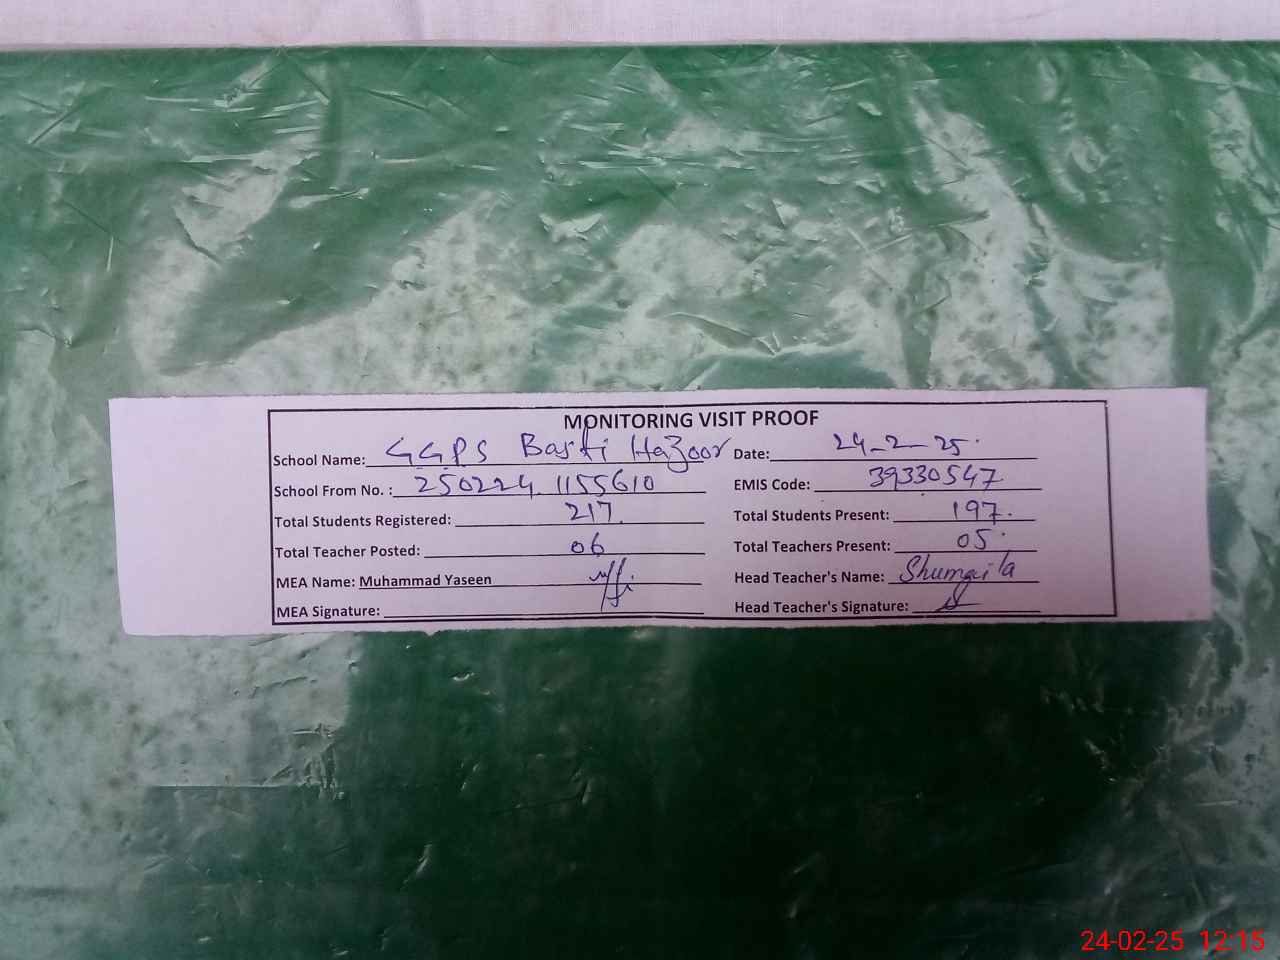 MONITORING VISIT PROOF
School Name: GGPS Basti Hazoor Date: 24-2-25.
School From No. : 250224 1155610 EMIS Code: 39330547
Total Students Registered: 217. Total Students Present: 197.
Total Teacher Posted: 06 Total Teachers Present: 05.
MEA Name: Muhammad Yaseen Head Teacher's Name: Shumaila
MEA Signature: Head Teacher's Signature:
24-02-25 12:15